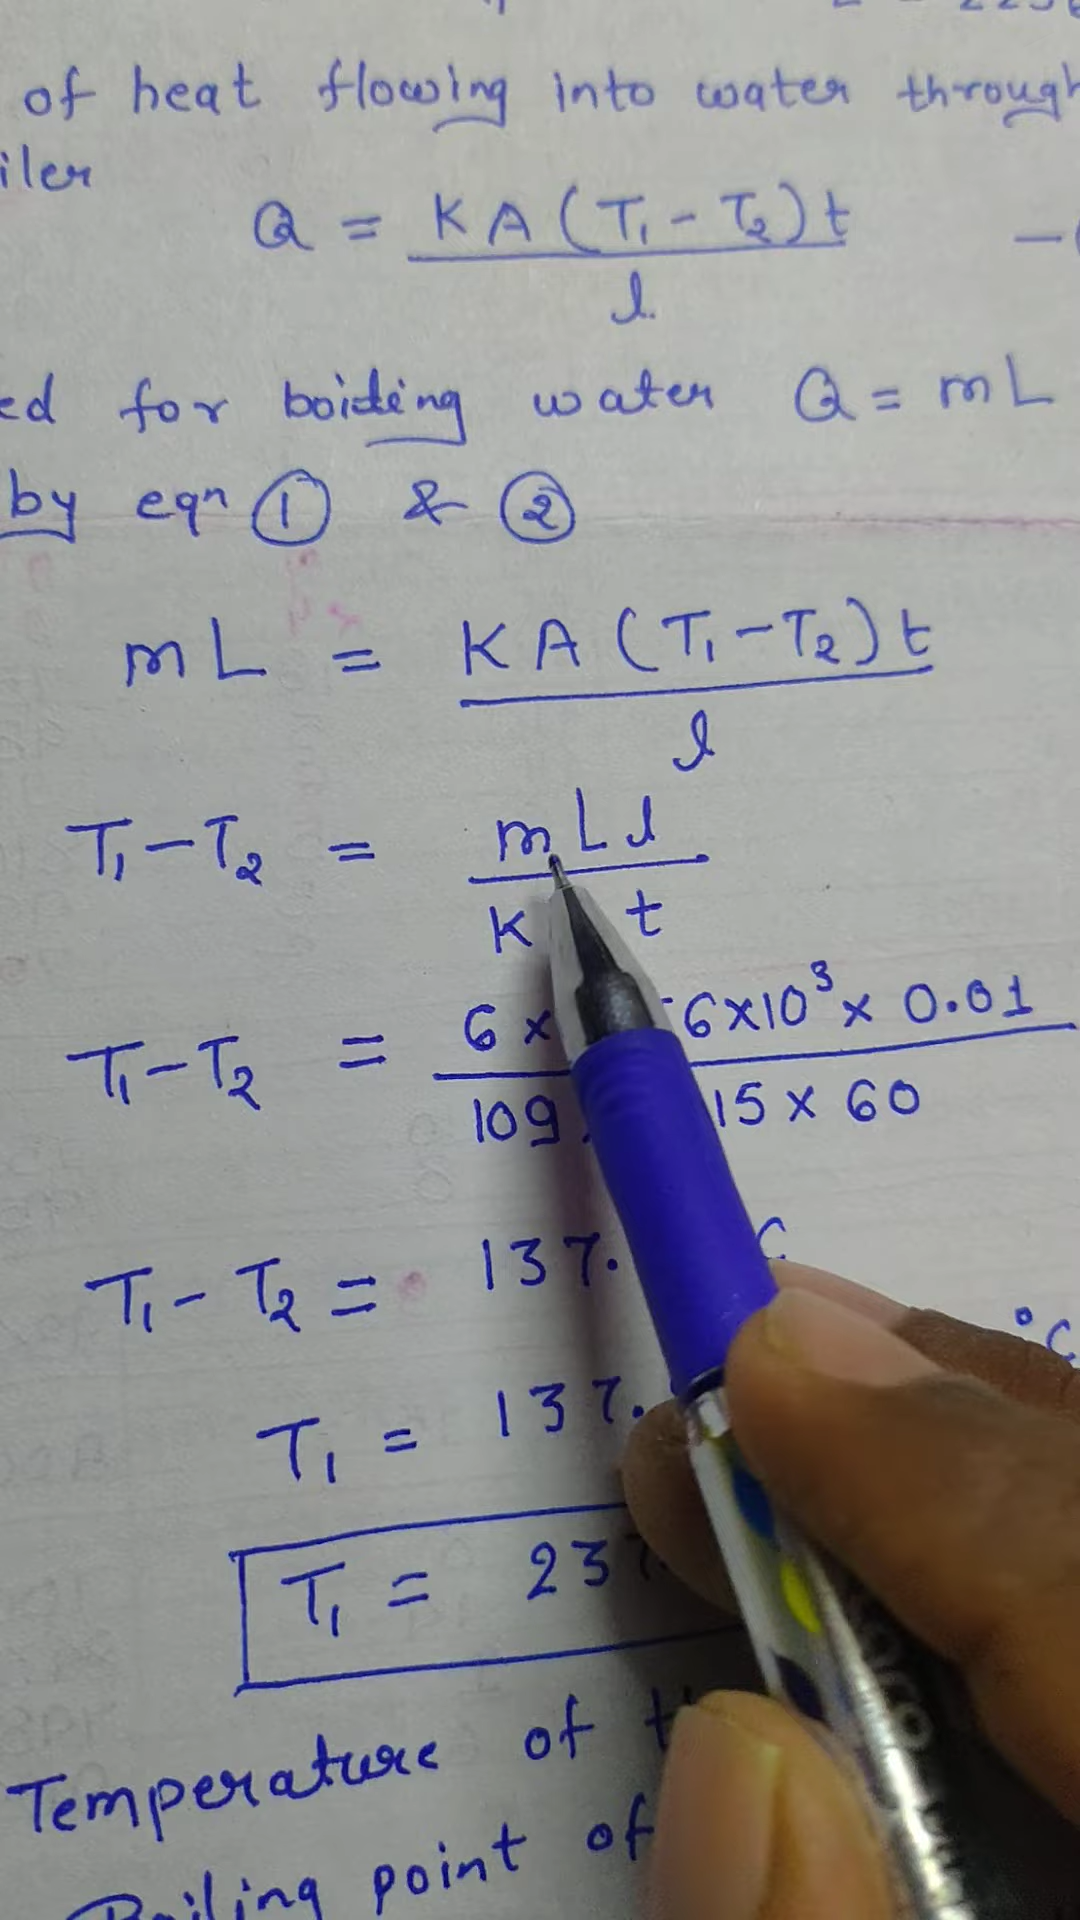 of heat flowing into water through
iler
Q = KA(T₁-T₂)t / l
ed for boiding water Q = mL
by eqn ① & ②
mL = KA(T₁-T₂)t / l
T₁-T₂ = mLl / K t
T₁-T₂ = 6 x 6x10³x 0.01 / 109 15 x 60
T₁-T₂ = 137. C
°C
T₁ = 137.
T₁ = 23
Temperature of
Boiling point of